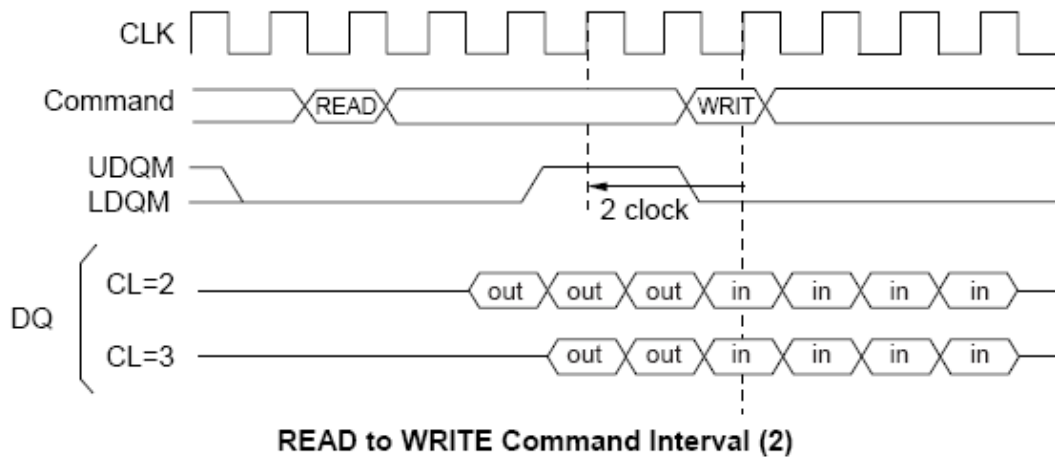 CLK
Command READ WRIT
UDQM
LDQM
2 clock
CL=2 out out out in in in in
DQ
CL=3 out out in in in in
READ to WRITE Command Interval (2)